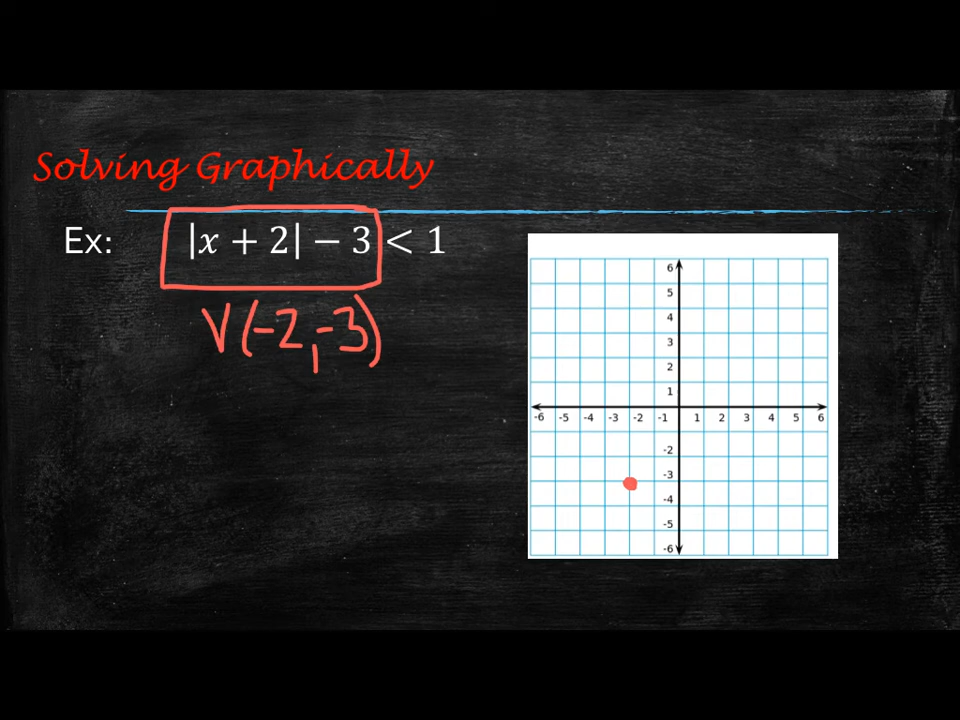 Solving Graphically
Ex: |x + 2| − 3 < 1
V(-2,-3)
6
5
4
3
2
1
-6 -5 -4 -3 -2 -1 1 2 3 4 5 6
-2
-3
-4
-5
-6